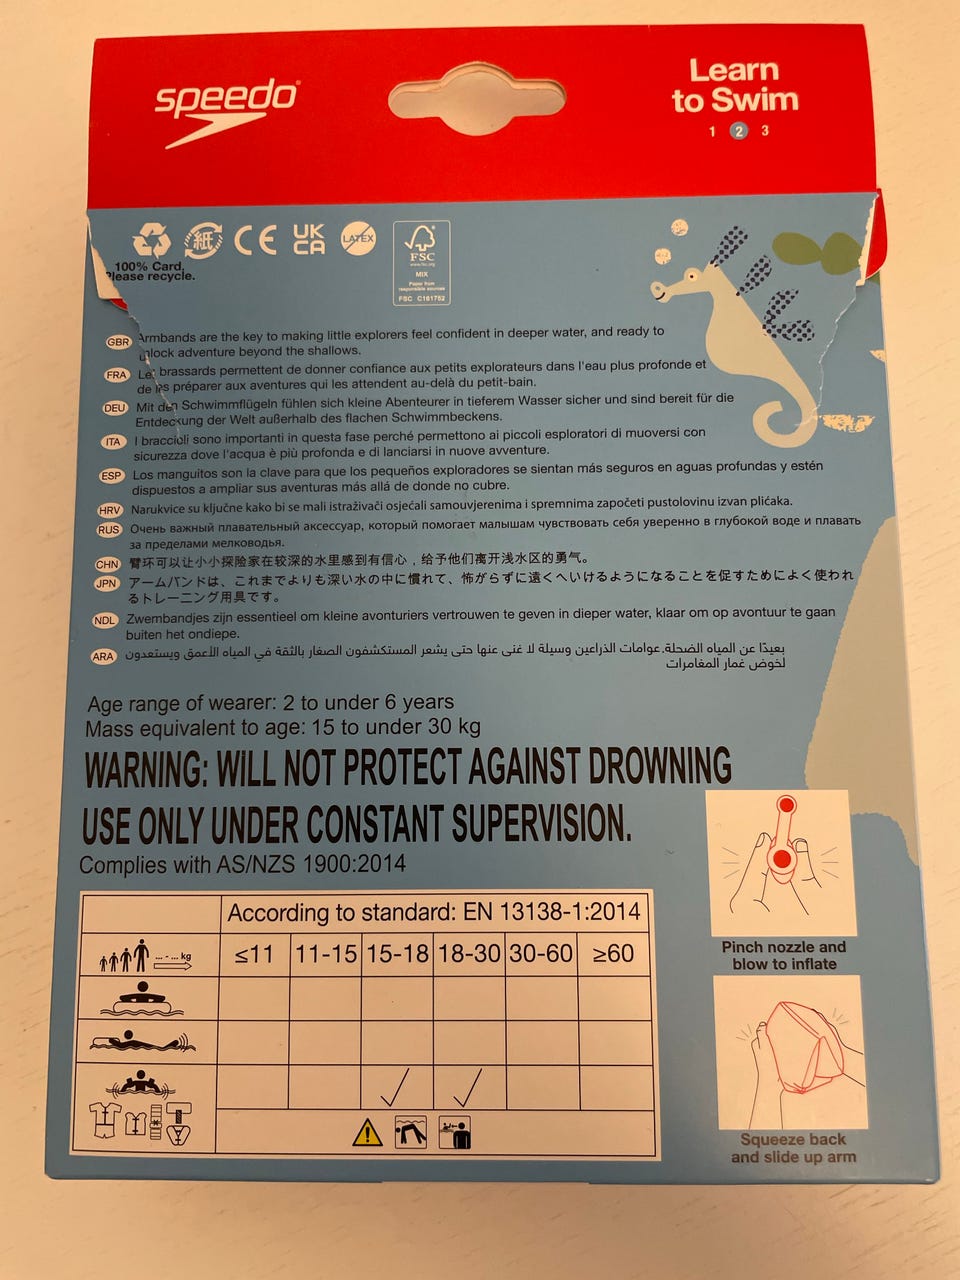 speedo
Learn
to Swim
1 2 3
紙
CE
UK
CA
LATEX
FSC
www.fsc.org
MIX
Paper from
responsible sources
FSC C161752
100% Card.
Please recycle.
GBR Armbands are the key to making little explorers feel confident in deeper water, and ready to
unlock adventure beyond the shallows.
FRA Les brassards permettent de donner confiance aux petits explorateurs dans l'eau plus profonde et
de les préparer aux aventures qui les attendent au-delà du petit-bain.
DEU Mit den Schwimmflügeln fühlen sich kleine Abenteurer in tieferem Wasser sicher und sind bereit für die
Entdeckung der Welt außerhalb des flachen Schwimmbeckens.
ITA I braccioli sono importanti in questa fase perché permettono ai piccoli esploratori di muoversi con
sicurezza dove l'acqua è più profonda e di lanciarsi in nuove avventure.
ESP Los manguitos son la clave para que los pequeños exploradores se sientan más seguros en aguas profundas y estén
dispuestos a ampliar sus aventuras más allá de donde no cubre.
HRV Narukvice su ključne kako bi se mali istraživači osjećali samouvjerenima i spremnima započeti pustolovinu izvan plićaka.
RUS Очень важный плавательный аксессуар, который помогает малышам чувствовать себя уверенно в глубокой воде и плавать
за пределами мелководья.
CHN 臂环可以让小小探险家在较深的水里感到有信心，给予他们离开浅水区的勇气。
JPN アームバンドは、これまでよりも深い水の中に慣れて、怖がらずに遠くへいけるようになることを促すためによく使われ
るトレーニング用具です。
NDL Zwembandjes zijn essentieel om kleine avonturiers vertrouwen te geven in dieper water, klaar om op avontuur te gaan
buiten het ondiepe.
ARA بعيدًا عن المياه الضحلة.عوامات الذراعين وسيلة لا غنى عنها حتى يشعر المستكشفون الصغار بالثقة في المياه الأعمق ويستعدون
لخوض غمار المغامرات
Age range of wearer: 2 to under 6 years
Mass equivalent to age: 15 to under 30 kg
WARNING: WiLL NOT PROTECT AGAINST DROWNING
USE ONLY UNDER CONSTANT SUPERVISION.
Complies with AS/NZS 1900:2014
According to standard: EN 13138-1:2014
... - ... kg
≤11 11-15 15-18 18-30 30-60 ≥60
Pinch nozzle and
blow to inflate
Squeeze back
and slide up arm